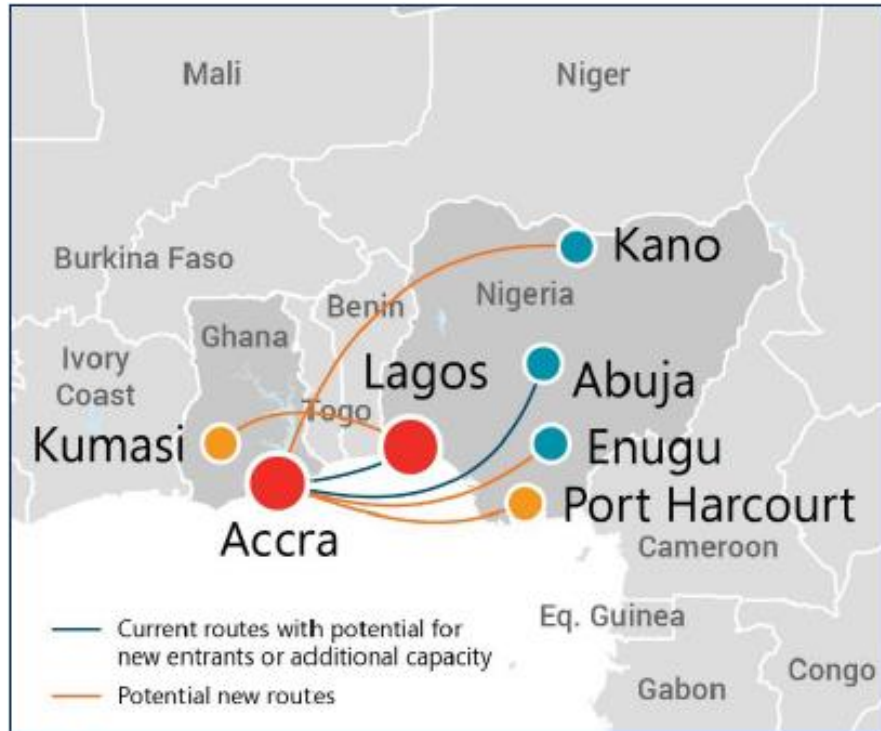 Mali
Niger
Kano
Burkina Faso
Nigeria
Benin
Ghana
Ivory
Coast
Lagos
Abuja
Togo
Kumasi
Enugu
Port Harcourt
Accra
Cameroon
Eq. Guinea
Congo
Gabon
Current routes with potential for
new entrants or additional capacity
Potential new routes